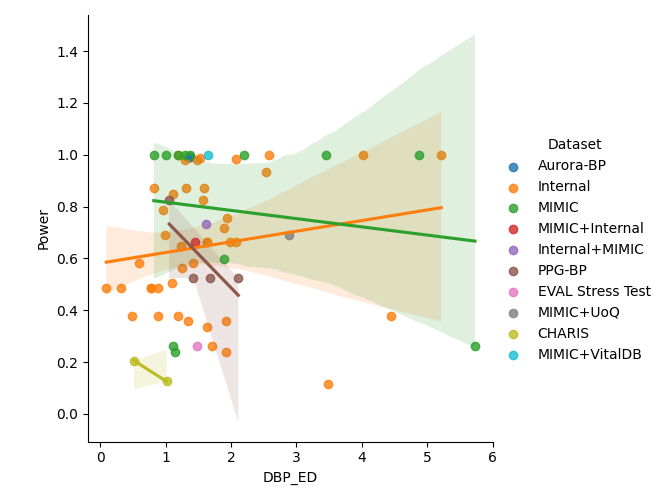 1.4
1.2
1.0
0.8
0.6
0.4
0.2
0.0
Power
0
1
2
3
4
5
6
DBP_ED
Dataset
Aurora-BP
Internal
MIMIC
MIMIC+Internal
Internal+MIMIC
PPG-BP
EVAL Stress Test
MIMIC+UoQ
CHARIS
MIMIC+VitalDB